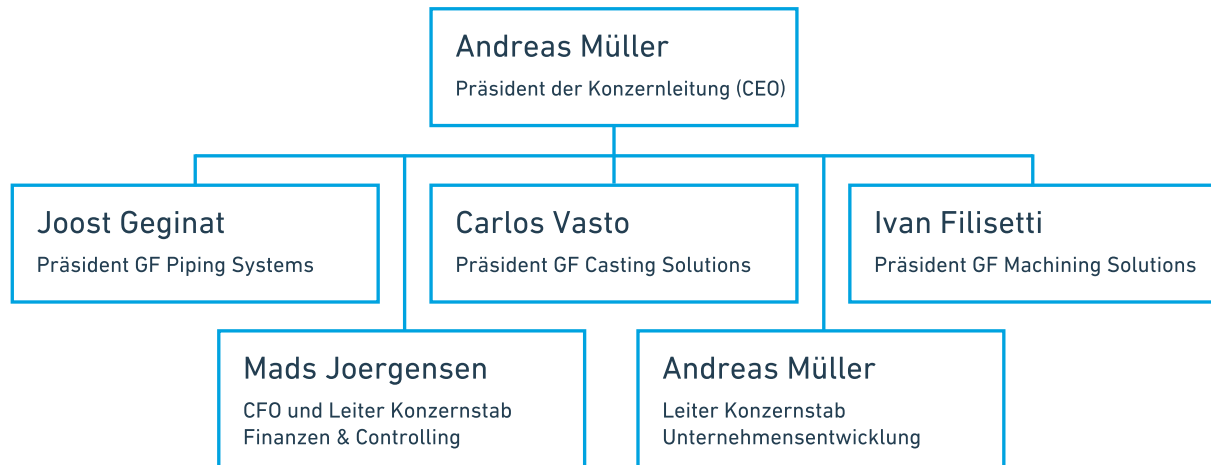 Andreas Müller
Präsident der Konzernleitung (CEO)
Joost Geginat
Präsident GF Piping Systems
Carlos Vasto
Präsident GF Casting Solutions
Ivan Filisetti
Präsident GF Machining Solutions
Mads Joergensen
CFO und Leiter Konzernstab
Finanzen & Controlling
Andreas Müller
Leiter Konzernstab
Unternehmensentwicklung